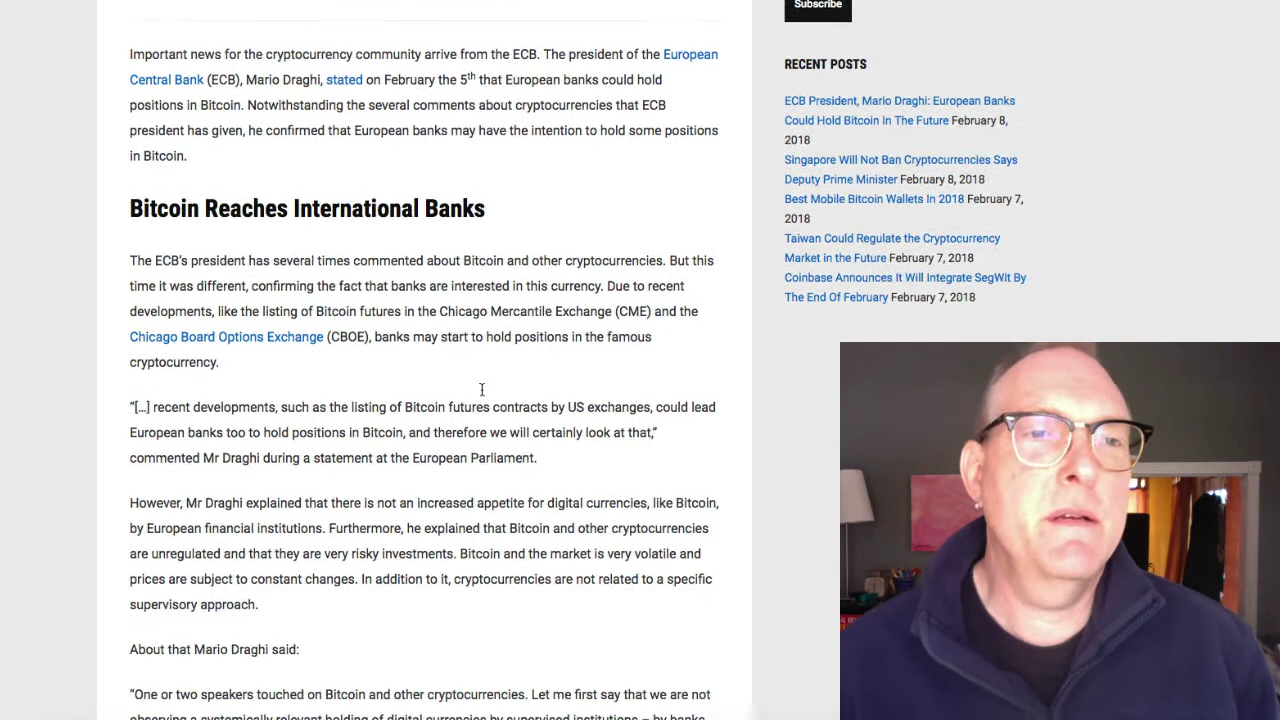 Important news for the cryptocurrency community arrive from the ECB. The president of the European
Central Bank (ECB), Mario Draghi, stated on February the 5th that European banks could hold
positions in Bitcoin. Notwithstanding the several comments about cryptocurrencies that ECB
president has given, he confirmed that European banks may have the intention to hold some positions
in Bitcoin.
Bitcoin Reaches International Banks
The ECB's president has several times commented about Bitcoin and other cryptocurrencies. But this
time it was different, confirming the fact that banks are interested in this currency. Due to recent
developments, like the listing of Bitcoin futures in the Chicago Mercantile Exchange (CME) and the
Chicago Board Options Exchange (CBOE), banks may start to hold positions in the famous
cryptocurrency.
“[…] recent developments, such as the listing of Bitcoin futures contracts by US exchanges, could lead
European banks too to hold positions in Bitcoin, and therefore we will certainly look at that,”
commented Mr Draghi during a statement at the European Parliament.
However, Mr Draghi explained that there is not an increased appetite for digital currencies, like Bitcoin,
by European financial institutions. Furthermore, he explained that Bitcoin and other cryptocurrencies
are unregulated and that they are very risky investments. Bitcoin and the market is very volatile and
prices are subject to constant changes. In addition to it, cryptocurrencies are not related to a specific
supervisory approach.
About that Mario Draghi said:
“One or two speakers touched on Bitcoin and other cryptocurrencies. Let me first say that we are not
observing a systemically relevant holding of digital currencies by supervised institutions – by banks
Subscribe
RECENT POSTS
ECB President, Mario Draghi: European Banks
Could Hold Bitcoin In The Future February 8,
2018
Singapore Will Not Ban Cryptocurrencies Says
Deputy Prime Minister February 8, 2018
Best Mobile Bitcoin Wallets In 2018 February 7,
2018
Taiwan Could Regulate the Cryptocurrency
Market in the Future February 7, 2018
Coinbase Announces It Will Integrate SegWit By
The End Of February February 7, 2018